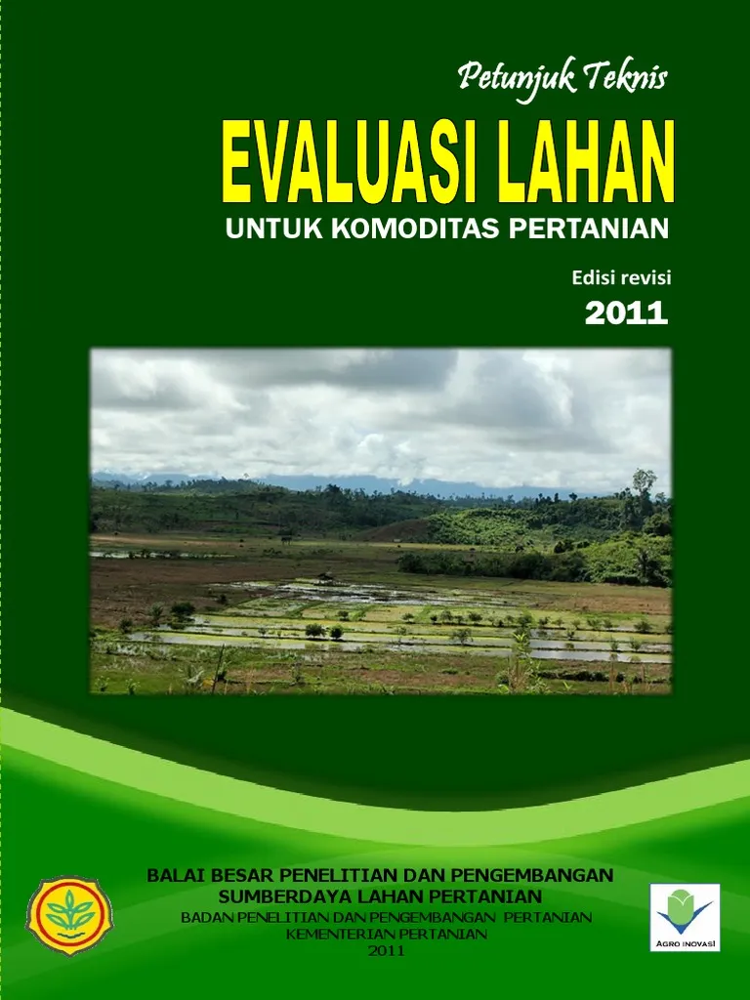 Petunjuk Teknis
EVALUASI LAHAN
UNTUK KOMODITAS PERTANIAN
Edisi revisi
2011
BALAI BESAR PENELITIAN DAN PENGEMBANGAN
SUMBERDAYA LAHAN PERTANIAN
BADAN PENELITIAN DAN PENGEMBANGAN PERTANIAN
KEMENTERIAN PERTANIAN
2011
AGRO INOVASI